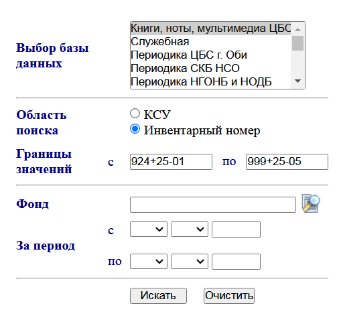 Выбор базы данных
Книги, ноты, мультимедиа ЦБС
Служебная
Периодика ЦБС г. Оби
Периодика СКБ НСО
Периодика НГОНБ и НОДБ
Область поиска
КСУ
Инвентарный номер
Границы значений
с 924+25-01 по 999+25-05
Фонд
За период
с
по
Искать Очистить